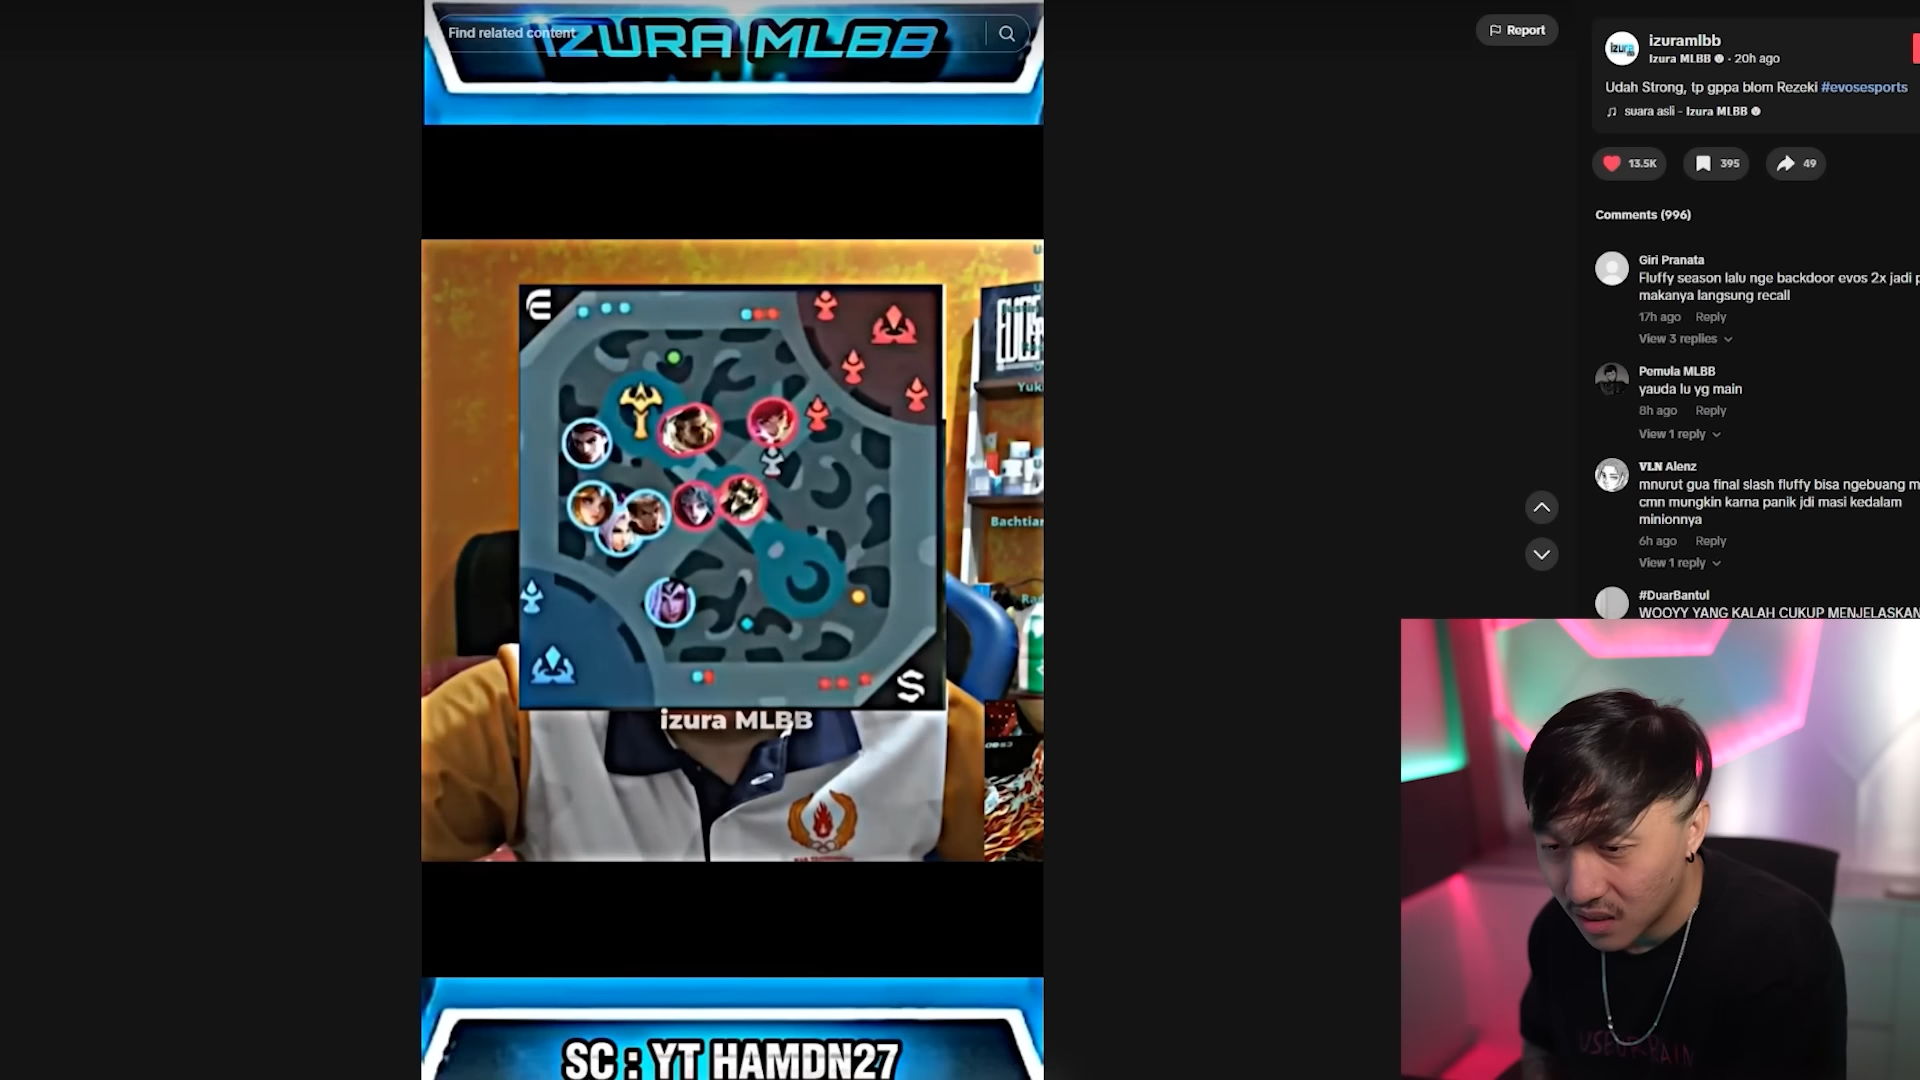 IZURA MLBB
Find related content
Report
izuramlbb
Izura MLBB · 20h ago
Udah Strong, tp gppa blom Rezeki #evosesports
suara asli - Izura MLBB
13.5K
395
49
Comments (996)
Giri Pranata
Fluffy season lalu nge backdoor evos 2x jadi p
makanya langsung recall
17h ago Reply
View 3 replies
Pemula MLBB
yauda lu yg main
8h ago Reply
View 1 reply
VLN Alenz
mnurut gua final slash fluffy bisa ngebuang m
cmn mungkin karna panik jdi masi kedalam
minionnya
6h ago Reply
View 1 reply
#DuarBantul
WOOYY YANG KALAH CUKUP MENJELASKAN
Yuki
Bachtiar
izura MLBB
SC : YT HAMDN27